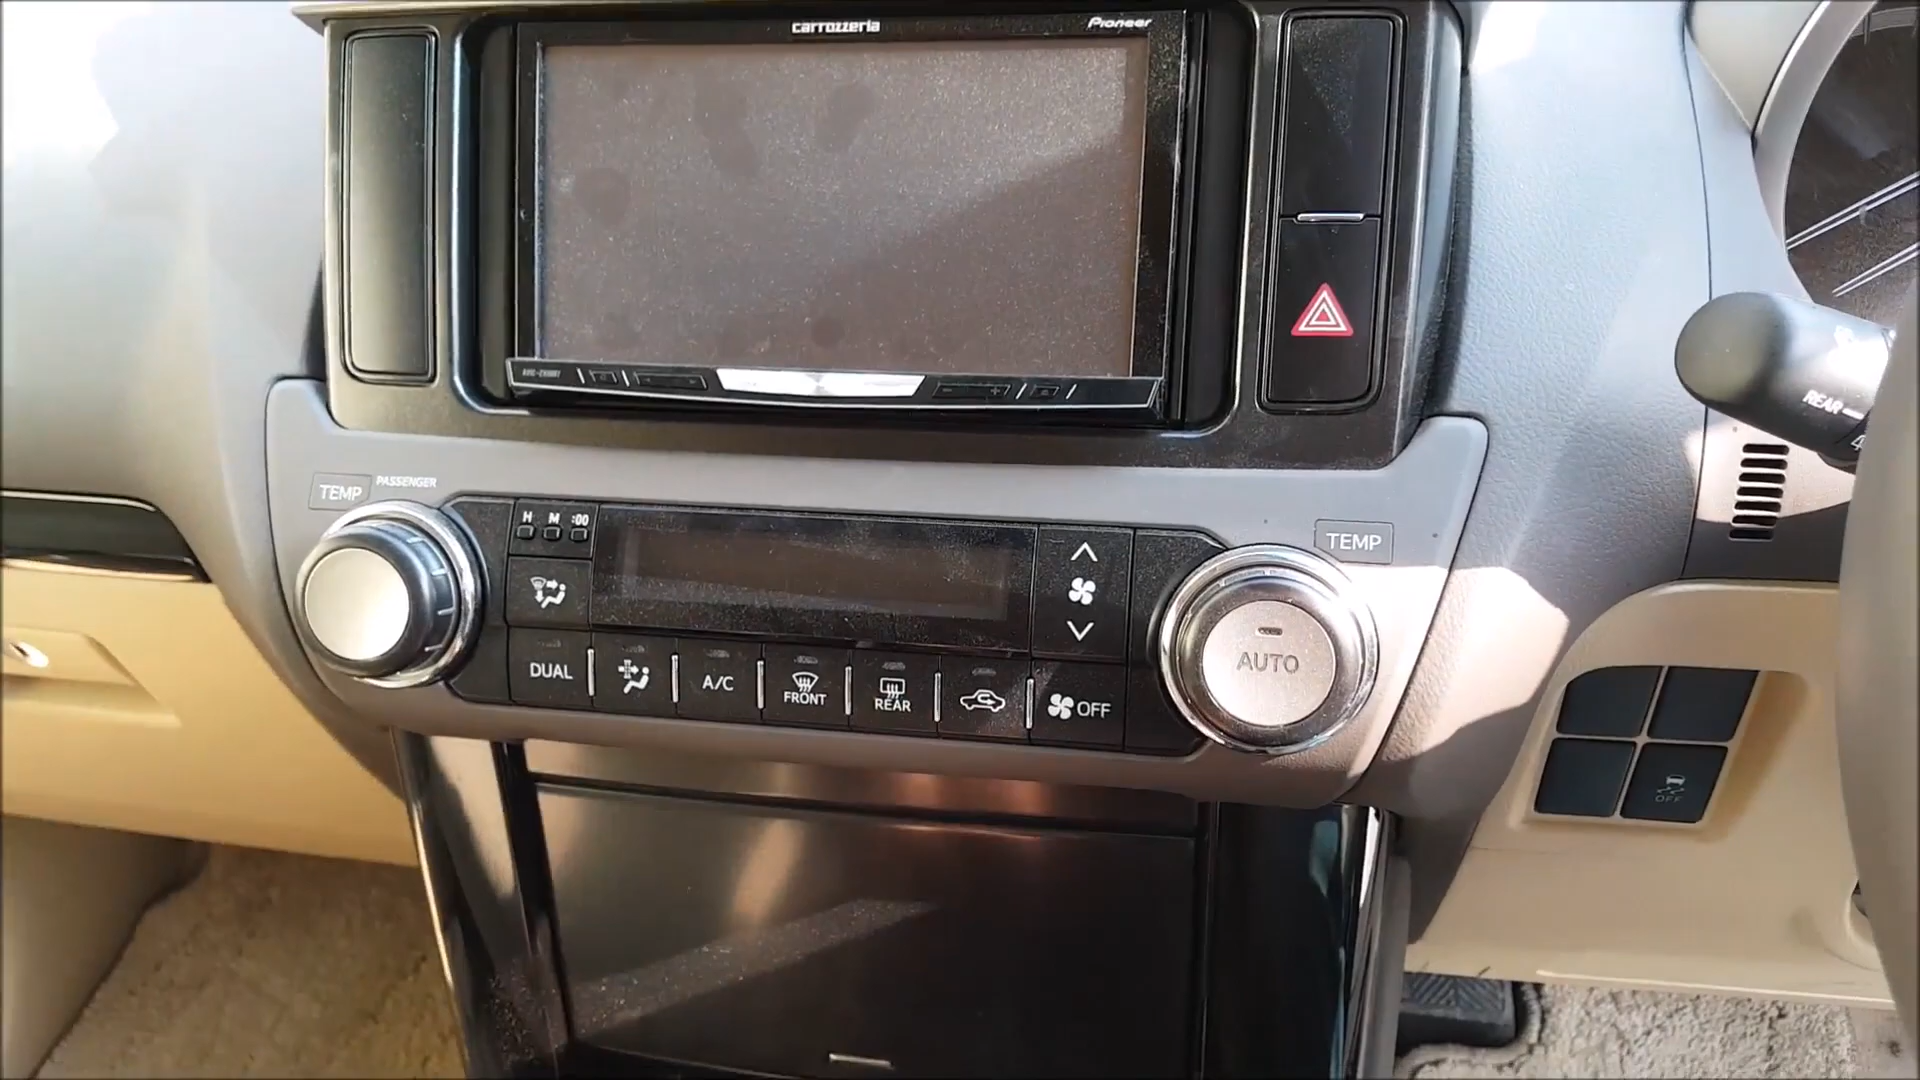 carrozzeria
Pioneer
TEMP
PASSENGER
H M :00
TEMP
REAR
DUAL
A/C
FRONT
REAR
OFF
AUTO
OFF